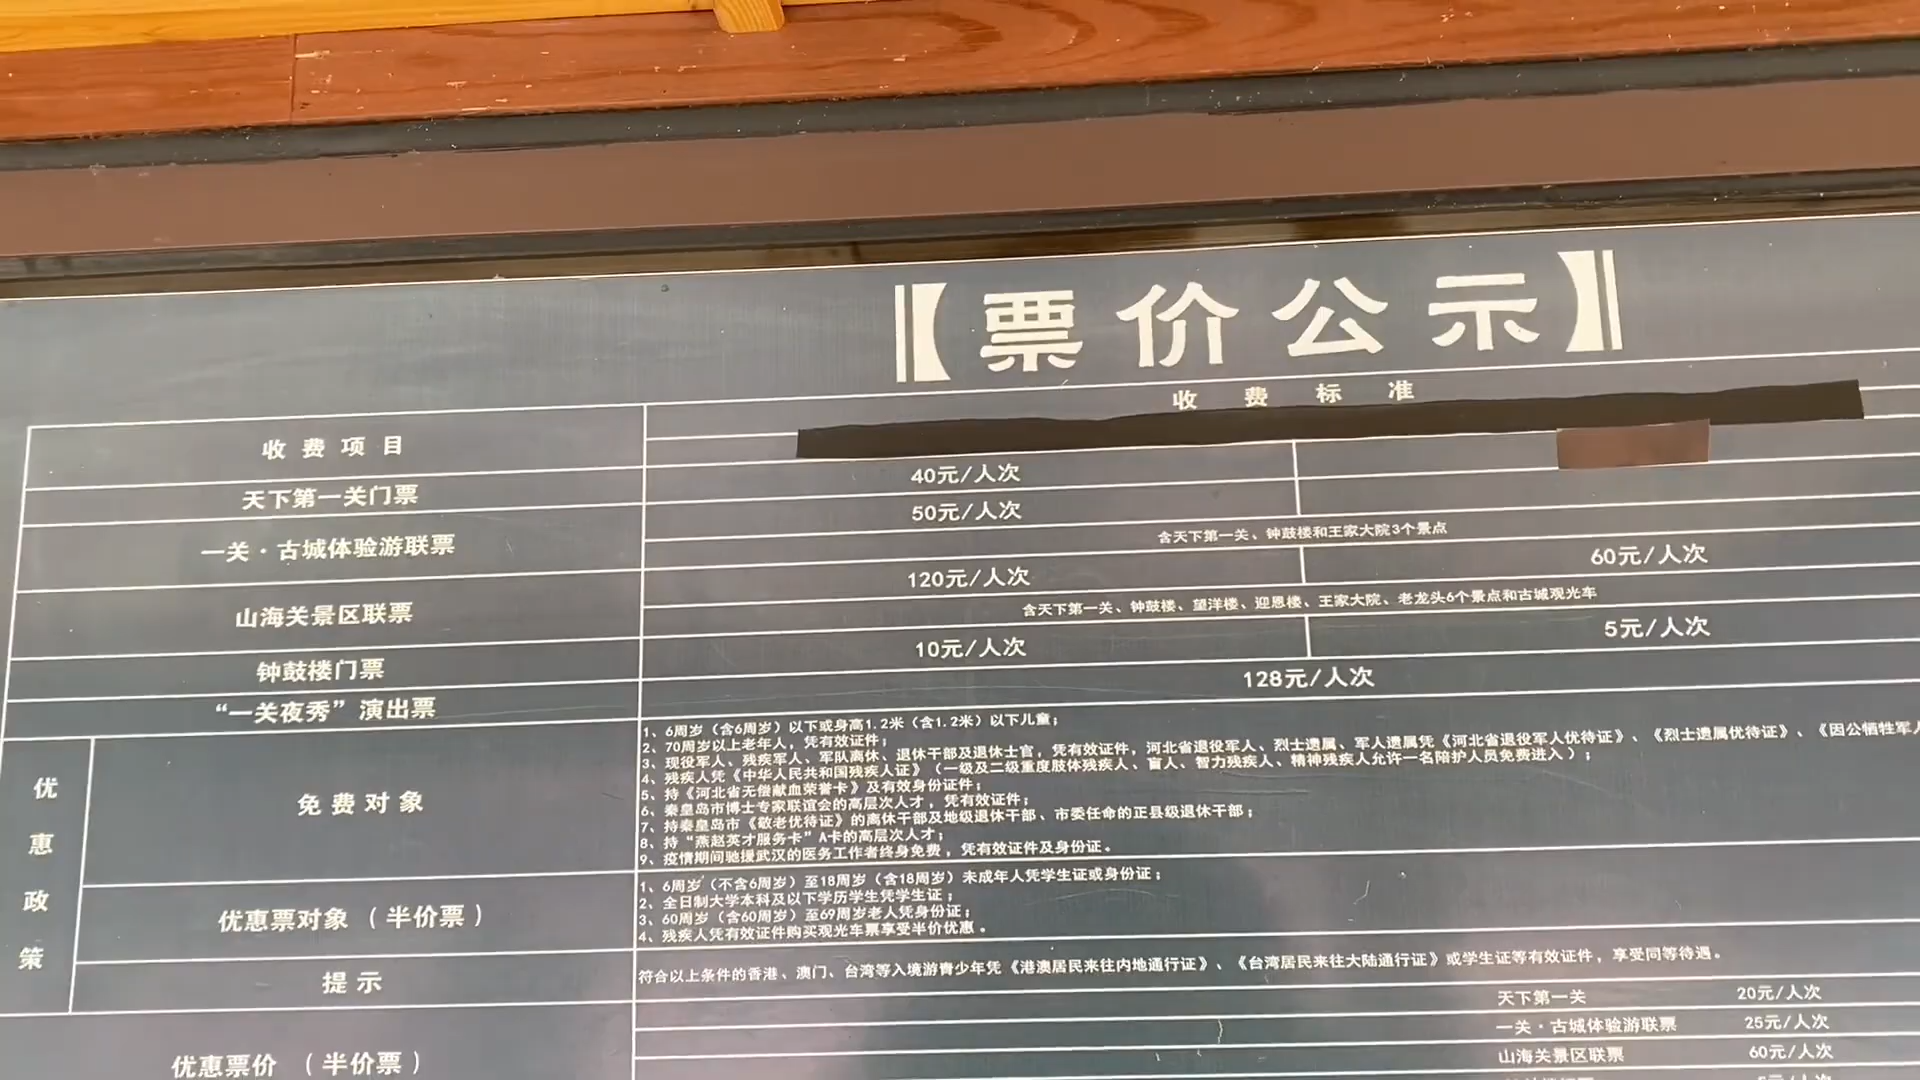 【票价公示】
收费项目
收费标准
天下第一关门票
40元/人次
一关·古城体验游联票
50元/人次
含天下第一关、钟鼓楼和王家大院3个景点
山海关景区联票
120元/人次
60元/人次
含天下第一关、钟鼓楼、望洋楼、迎恩楼、王家大院、老龙头6个景点和古城观光车
钟鼓楼门票
10元/人次
5元/人次
“一关夜秀”演出票
128元/人次
优惠政策
免费对象
1、6周岁（含6周岁）以下或身高1.2米（含1.2米）以下儿童；
2、70周岁以上老年人，凭有效证件；
3、现役军人、残疾军人、军队离休、退休干部及退休士官，凭有效证件，河北省退役军人、烈士遗属、军人遗属凭《河北省退役军人优待证》、《烈士遗属优待证》、《因公牺牲军人
4、残疾人凭《中华人民共和国残疾人证》（一级及二级重度肢体残疾人、盲人、智力残疾人、精神残疾人允许一名陪护人员免费进入）；
5、持《河北省无偿献血荣誉卡》及有效身份证件；
6、秦皇岛市博士专家联谊会的高层次人才，凭有效证件；
7、持秦皇岛市《敬老优待证》的离休干部及地级退休干部、市委任命的正县级退休干部；
8、持“燕赵英才服务卡”A卡的高层次人才；
9、疫情期间驰援武汉的医务工作者终身免费，凭有效证件及身份证。
优惠票对象（半价票）
1、6周岁（不含6周岁）至18周岁（含18周岁）未成年人凭学生证或身份证；
2、全日制大学本科及以下学历学生凭学生证；
3、60周岁（含60周岁）至69周岁老人凭身份证；
4、残疾人凭有效证件购买观光车票享受半价优惠。
提示
符合以上条件的香港、澳门、台湾等入境游青少年凭《港澳居民来往内地通行证》、《台湾居民来往大陆通行证》或学生证等有效证件，享受同等待遇。
优惠票价（半价票）
天下第一关 20元/人次
一关·古城体验游联票 25元/人次
山海关景区联票 60元/人次